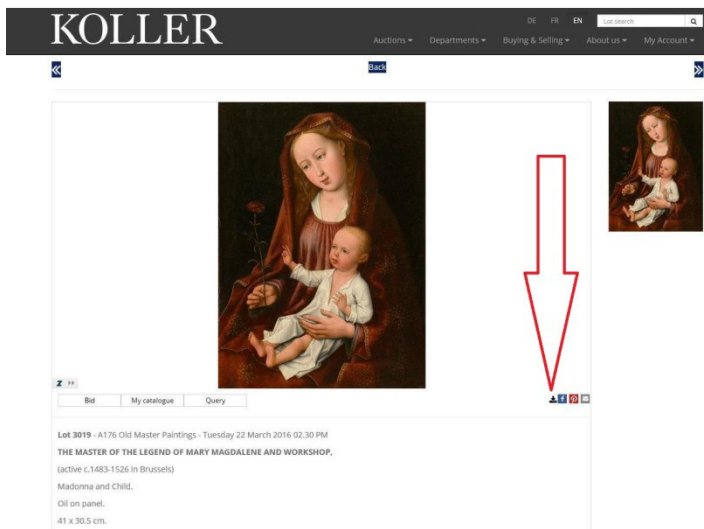 KOLLER
DE FR EN Lot search
Auctions Departments Buying & Selling About us My Account
Back
Bid My catalogue Query
Lot 3019 - A176 Old Master Paintings - Tuesday 22 March 2016 02.30 PM
THE MASTER OF THE LEGEND OF MARY MAGDALENE AND WORKSHOP,
(active c.1483-1526 in Brussels)
Madonna and Child.
Oil on panel.
41 x 30.5 cm.